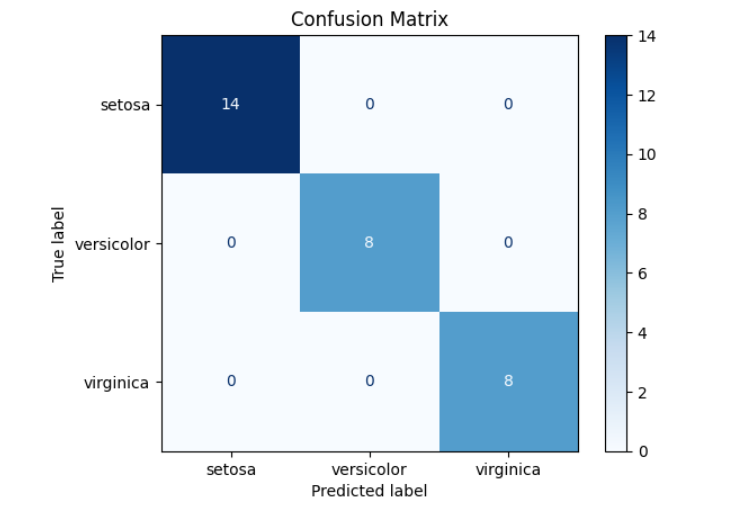 Confusion Matrix
setosa 14 0 0
versicolor 0 8 0
virginica 0 0 8
setosa versicolor virginica
Predicted label
True label
14
12
10
8
6
4
2
0